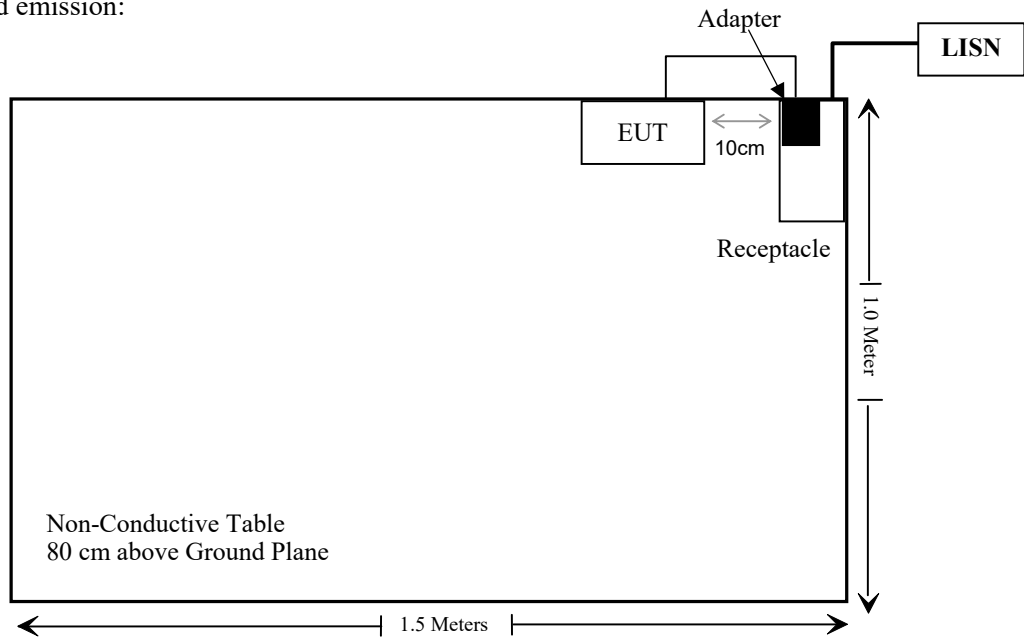 emission:
Adapter
LISN
EUT
10cm
Receptacle
1.0 Meter
Non-Conductive Table
80 cm above Ground Plane
1.5 Meters